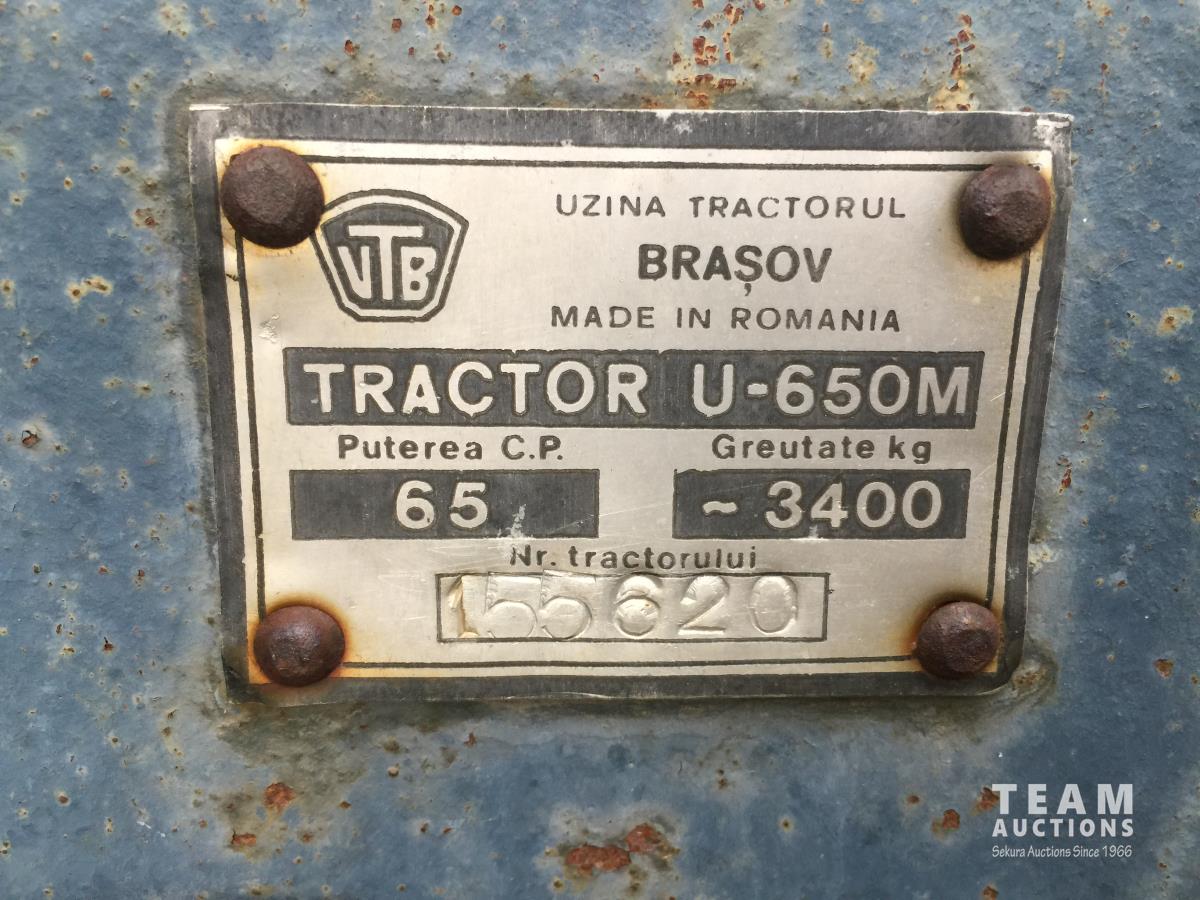 UTB
UZINA TRACTORUL
BRAȘOV
MADE IN ROMANIA
TRACTOR U-650M
Puterea C.P.
Greutate kg
65
~ 3400
Nr. tractorului
155620
TEAM
AUCTIONS
Sekura Auctions Since 1966